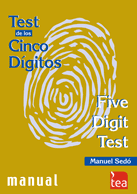 Test
de los
Cinco
Dígitos
Five
Digit
Test
Manuel Sedó
manual
tea